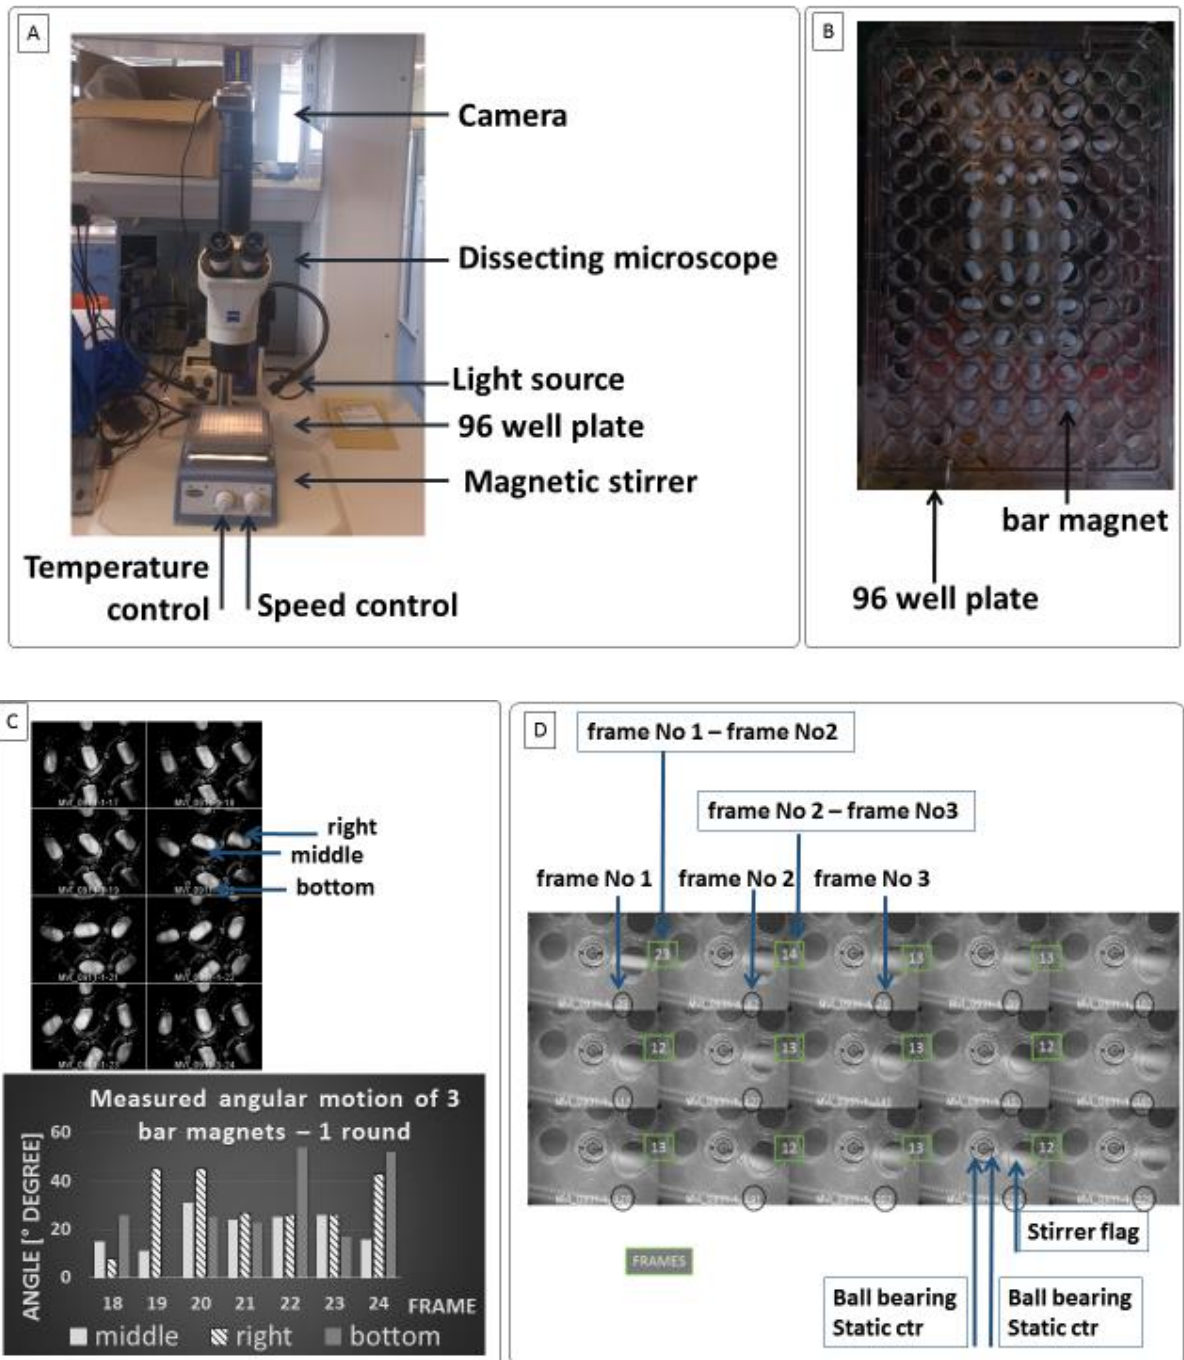 A
Camera
Dissecting microscope
Light source
96 well plate
Magnetic stirrer
Temperature
control
Speed control
B
bar magnet
96 well plate
C
right
middle
bottom
Measured angular motion of 3
bar magnets – 1 round
ANGLE [° DEGREE]
60
40
20
0
18 19 20 21 22 23 24 FRAME
middle right bottom
D
frame No 1 – frame No2
frame No 2 – frame No3
frame No 1 frame No 2 frame No 3
23 14 13 13
12 13 13 12
13 12 13 12
Stirrer flag
FRAMES
Ball bearing
Static ctr
Ball bearing
Static ctr